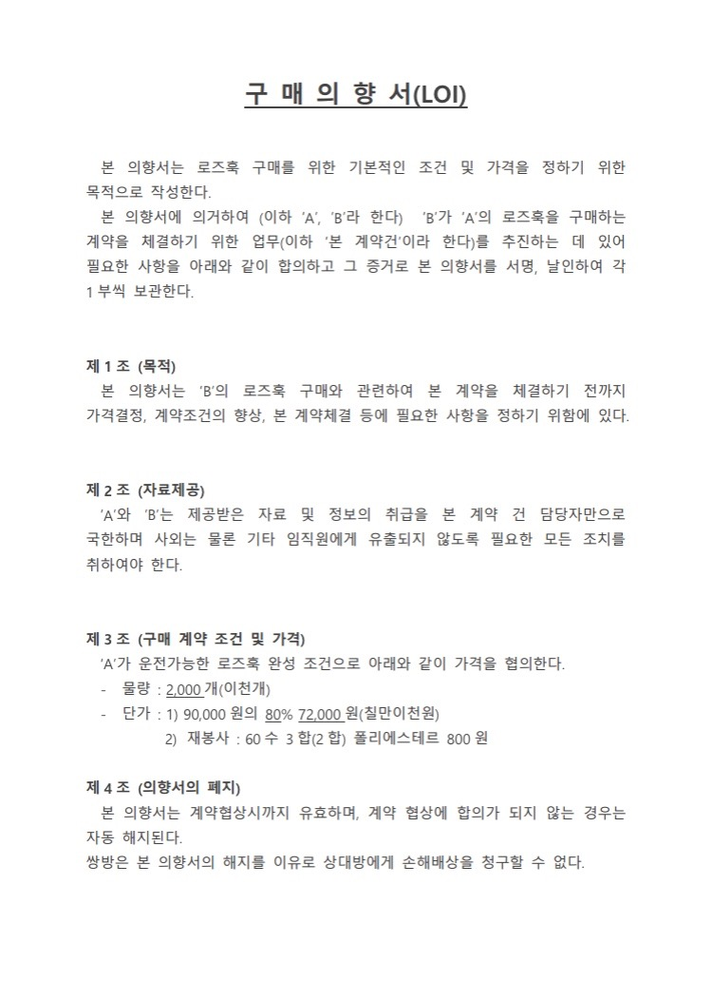 구 매 의 향 서(LOI)
본 의향서는 로즈훅 구매를 위한 기본적인 조건 및 가격을 정하기 위한
목적으로 작성한다.
본 의향서에 의거하여 (이하 'A', 'B'라 한다) 'B'가 'A'의 로즈훅을 구매하는
계약을 체결하기 위한 업무(이하 '본 계약건'이라 한다)를 추진하는 데 있어
필요한 사항을 아래와 같이 합의하고 그 증거로 본 의향서를 서명, 날인하여 각
1 부씩 보관한다.
제 1 조 (목적)
본 의향서는 'B'의 로즈훅 구매와 관련하여 본 계약을 체결하기 전까지
가격결정, 계약조건의 향상, 본 계약체결 등에 필요한 사항을 정하기 위함에 있다.
제 2 조 (자료제공)
'A'와 'B'는 제공받은 자료 및 정보의 취급을 본 계약 건 담당자만으로
국한하며 사외는 물론 기타 임직원에게 유출되지 않도록 필요한 모든 조치를
취하여야 한다.
제 3 조 (구매 계약 조건 및 가격)
'A'가 운전가능한 로즈훅 완성 조건으로 아래와 같이 가격을 협의한다.
- 물량 : 2,000 개(이천개)
- 단가 : 1) 90,000 원의 80% 72,000 원(칠만이천원)
2) 재봉사 : 60 수 3 합(2 합) 폴리에스테르 800 원
제 4 조 (의향서의 폐지)
본 의향서는 계약협상시까지 유효하며, 계약 협상에 합의가 되지 않는 경우는
자동 해지된다.
쌍방은 본 의향서의 해지를 이유로 상대방에게 손해배상을 청구할 수 없다.